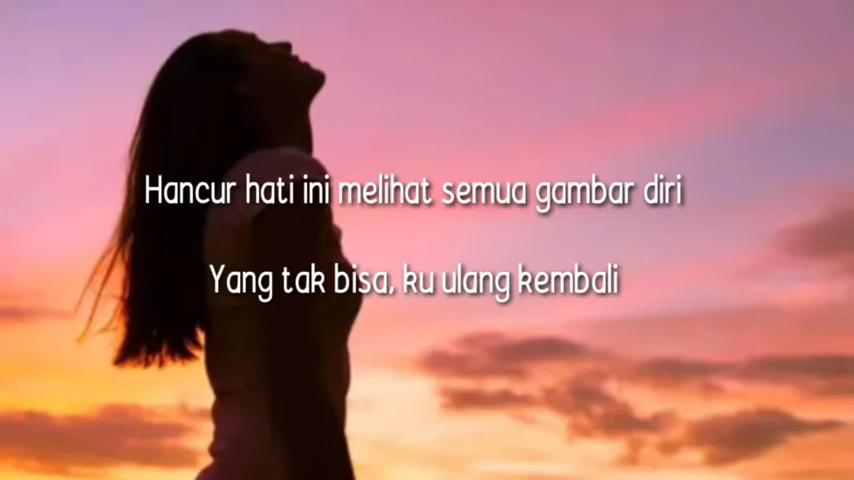 Hancur hati ini melihat semua gambar diri
Yang tak bisa, ku ulang kembali